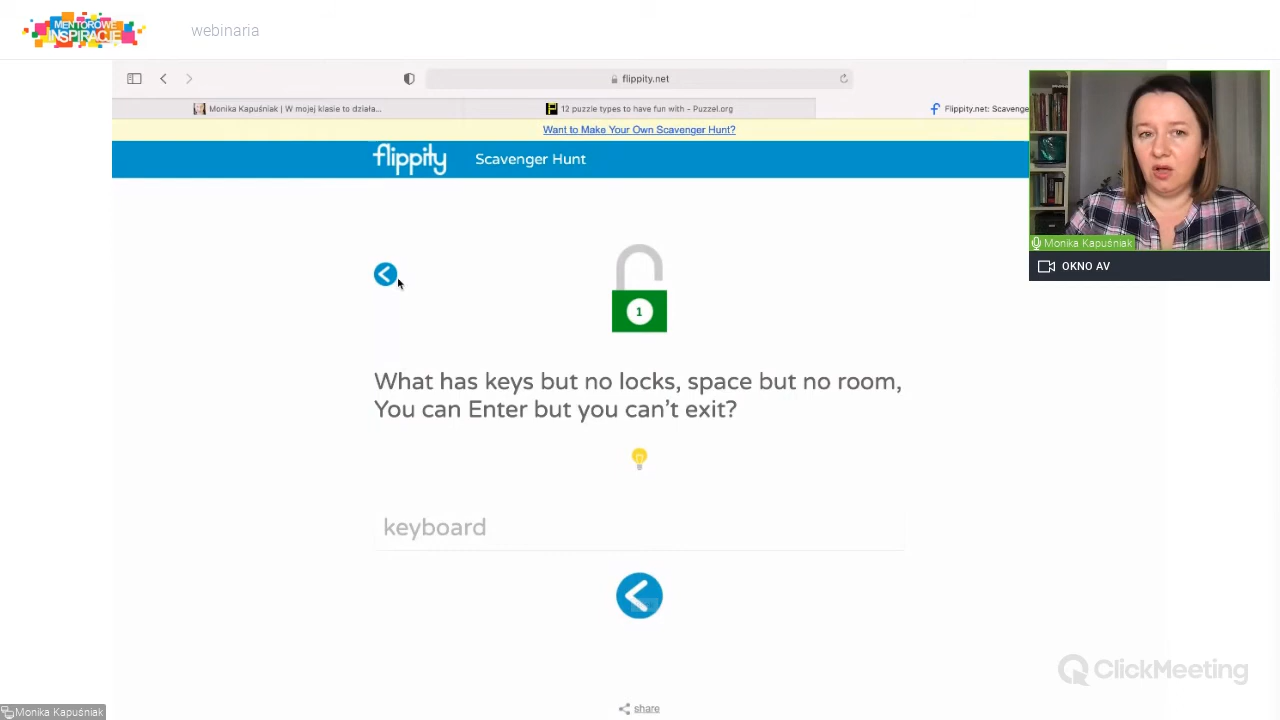 MENTOROWE
INSPIRACJE
webinaria
flippity.net
Monika Kapuśniak | W mojej klasie to działa...
12 puzzle types to have fun with - Puzzel.org
Flippity.net: Scavenge
Want to Make Your Own Scavenger Hunt?
flippity
Scavenger Hunt
Monika Kapuśniak
OKNO AV
1
What has keys but no locks, space but no room,
You can Enter but you can't exit?
keyboard
ClickMeeting
share
Monika Kapuśniak